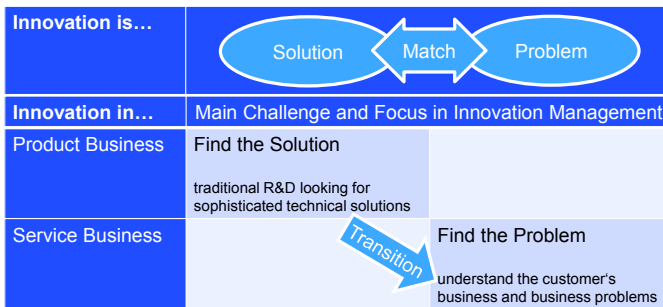 Innovation is…
Solution
Match
Problem
Innovation in…
Main Challenge and Focus in Innovation Management
Product Business
Find the Solution
traditional R&D looking for
sophisticated technical solutions
Service Business
Transition
Find the Problem
understand the customer‘s
business and business problems